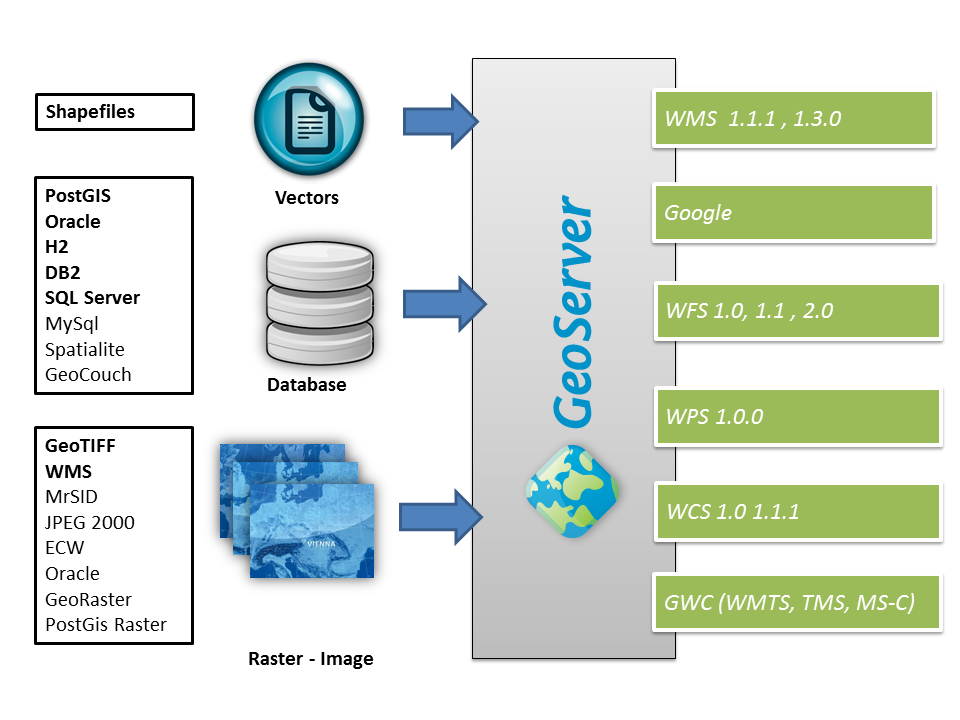 Shapefiles
Vectors
PostGIS
Oracle
H2
DB2
SQL Server
MySql
Spatialite
GeoCouch
Database
GeoTIFF
WMS
MrSID
JPEG 2000
ECW
Oracle
GeoRaster
PostGis Raster
VIENNA
Raster - Image
GeoServer
WMS 1.1.1 , 1.3.0
Google
WFS 1.0, 1.1 , 2.0
WPS 1.0.0
WCS 1.0 1.1.1
GWC (WMTS, TMS, MS-C)